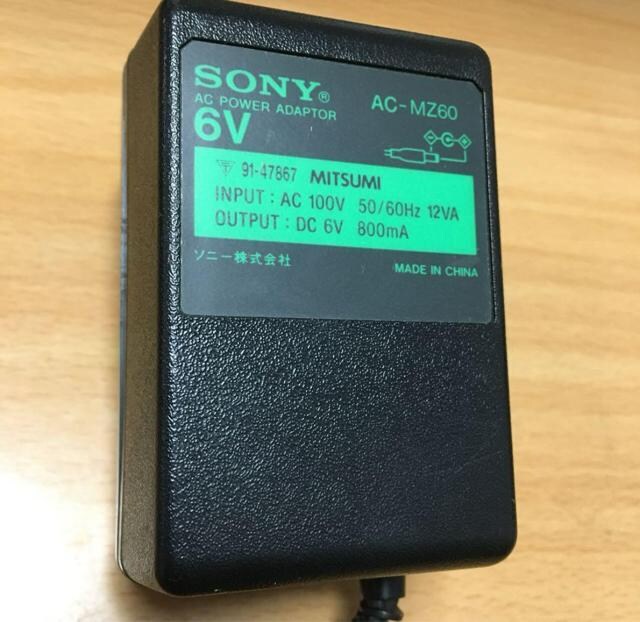 SONY®
AC POWER ADAPTOR
AC-MZ60
6V
91-47867 MITSUMI
INPUT : AC 100V 50/60Hz 12VA
OUTPUT : DC 6V 800mA
ソニー株式会社
MADE IN CHINA